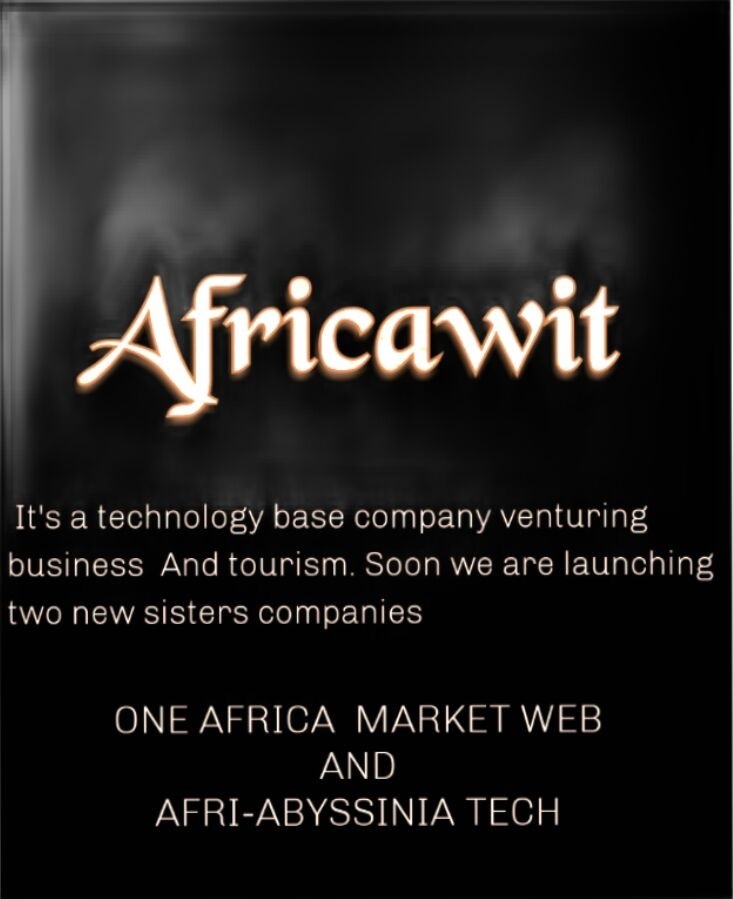 Africawit
It's a technology base company venturing
business And tourism. Soon we are launching
two new sisters companies
ONE AFRICA MARKET WEB
AND
AFRI-ABYSSINIA TECH